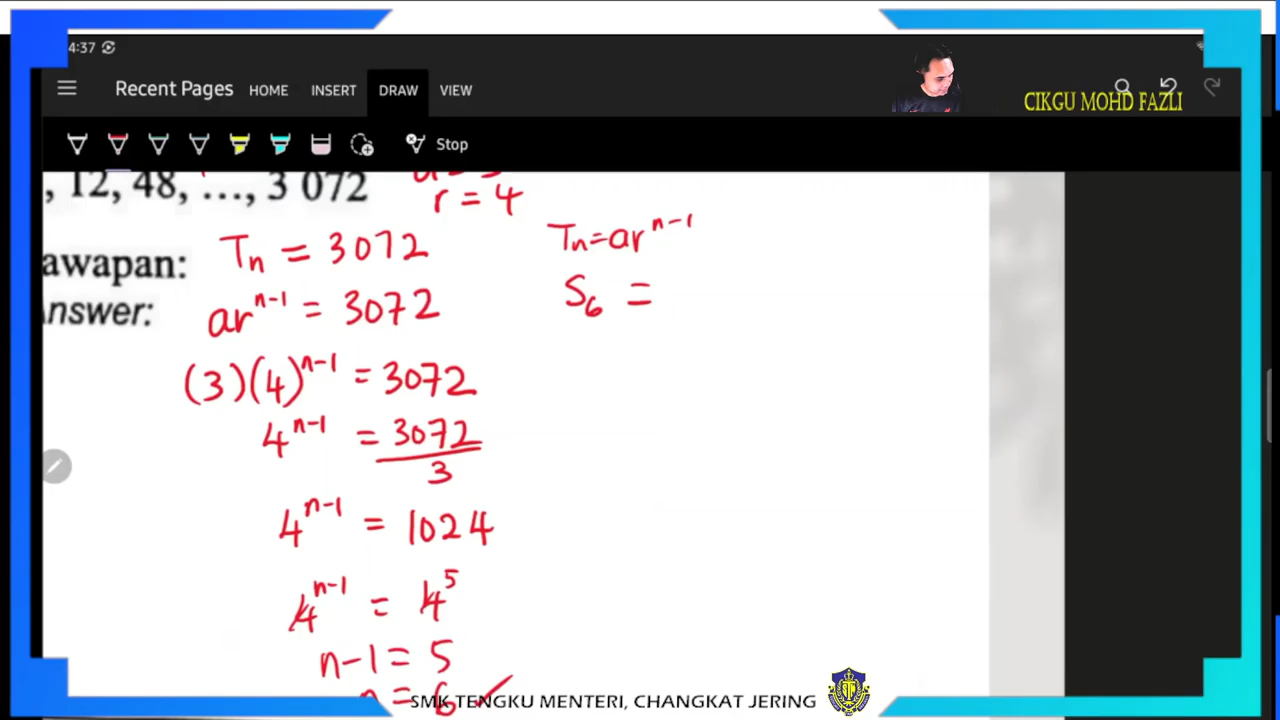 4:37
Recent Pages HOME INSERT DRAW VIEW
CIKGU MOHD FAZLI
Stop
, 12, 48, …, 3 072
r = 4
awapan:
nswer:
Tn = 3072
ar^n-1 = 3072
(3)(4)^n-1 = 3072
4^n-1 = 3072/3
4^n-1 = 1024
4^n-1 = 4^5
n-1 = 5
n = 6 ✓
Tn = ar^n-1
S6 =
SMK TENGKU MENTERI, CHANGKAT JERING